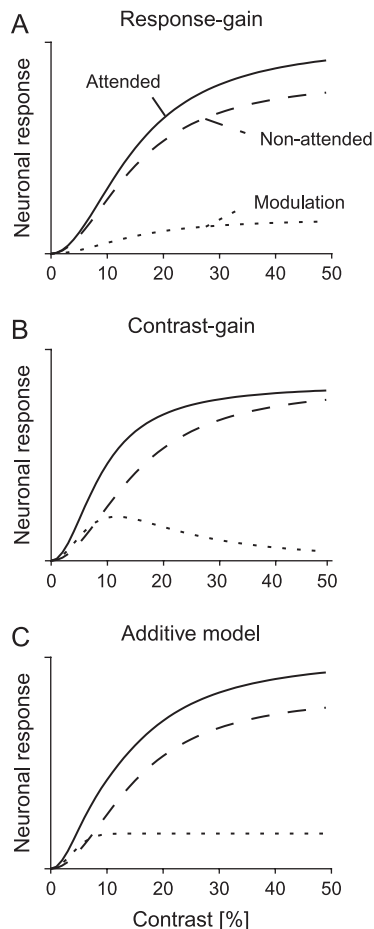 A
Response-gain
Neuronal response
Attended
Non-attended
Modulation
0 10 20 30 40 50
B
Contrast-gain
Neuronal response
0 10 20 30 40 50
C
Additive model
Neuronal response
0 10 20 30 40 50
Contrast [%]